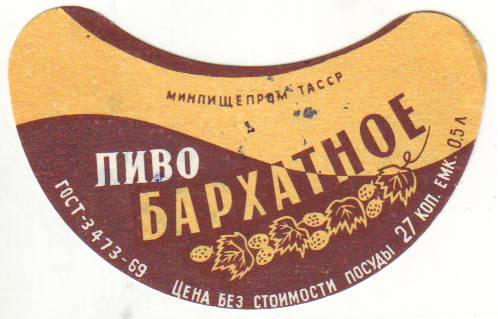 МИНПИЩЕПРОМ ТАССР
ПИВО
БАРХАТНОЕ
ГОСТ-3473-69
ЦЕНА БЕЗ СТОИМОСТИ ПОСУДЫ 27 КОП. ЕМК. 0,5 Л